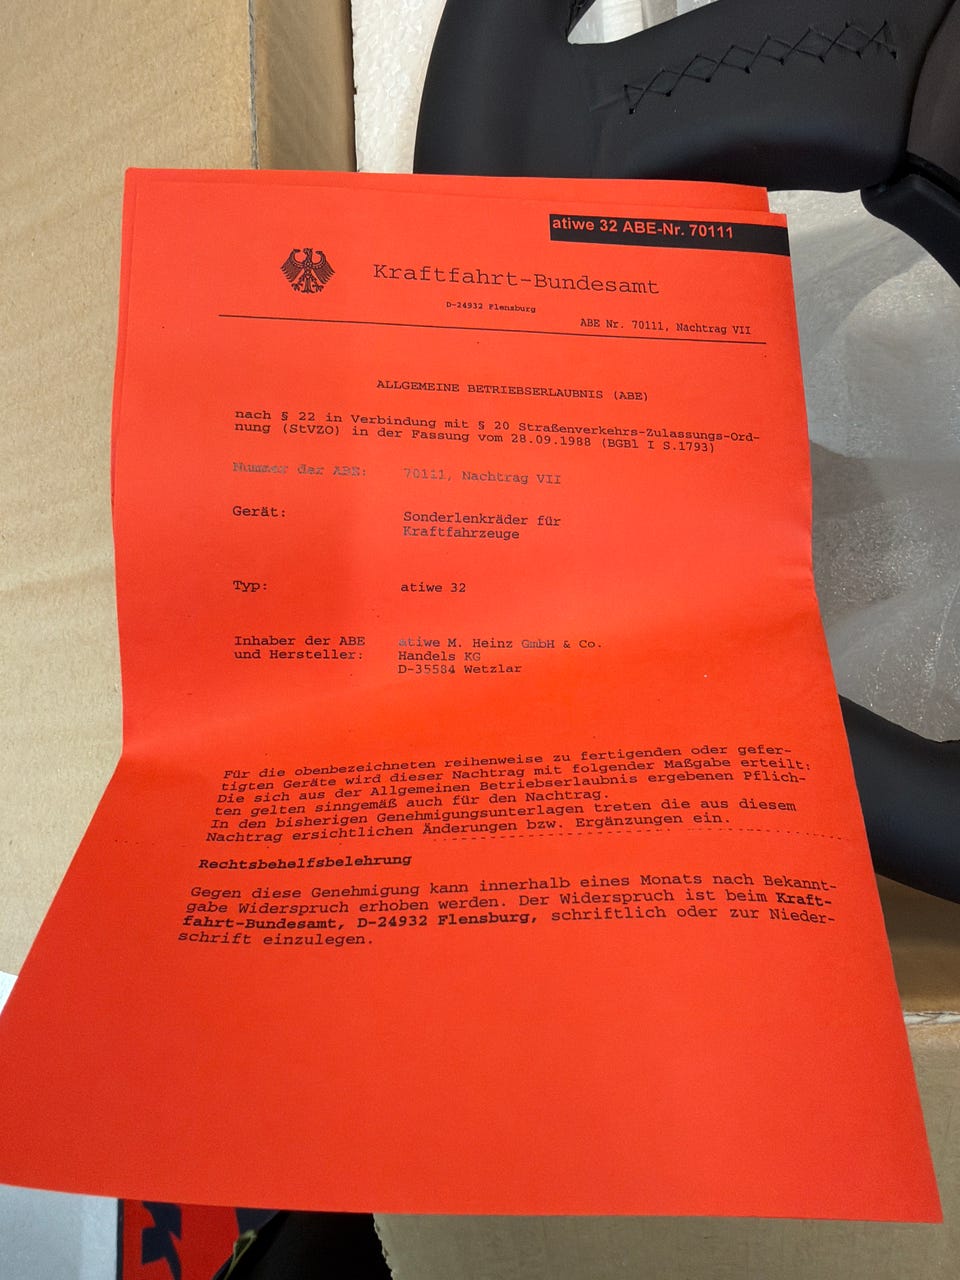 atiwe 32 ABE-Nr. 70111
Kraftfahrt-Bundesamt
D-24932 Flensburg
ABE Nr. 70111, Nachtrag VII
ALLGEMEINE BETRIEBSERLAUBNIS (ABE)
nach § 22 in Verbindung mit § 20 Straßenverkehrs-Zulassungs-Ord-
nung (StVZO) in der Fassung vom 28.09.1988 (BGBl I S.1793)
Nummer der ABE: 70111, Nachtrag VII
Gerät: Sonderlenkräder für
Kraftfahrzeuge
Typ: atiwe 32
Inhaber der ABE atiwe M. Heinz GmbH & Co.
und Hersteller: Handels KG
D-35584 Wetzlar
Für die obenbezeichneten reihenweise zu fertigenden oder gefer-
tigten Geräte wird dieser Nachtrag mit folgender Maßgabe erteilt:
Die sich aus der Allgemeinen Betriebserlaubnis ergebenen Pflich-
ten gelten sinngemäß auch für den Nachtrag.
In den bisherigen Genehmigungsunterlagen treten die aus diesem
Nachtrag ersichtlichen Änderungen bzw. Ergänzungen ein.
Rechtsbehelfsbelehrung
Gegen diese Genehmigung kann innerhalb eines Monats nach Bekannt-
gabe Widerspruch erhoben werden. Der Widerspruch ist beim Kraft-
fahrt-Bundesamt, D-24932 Flensburg, schriftlich oder zur Nieder-
schrift einzulegen.